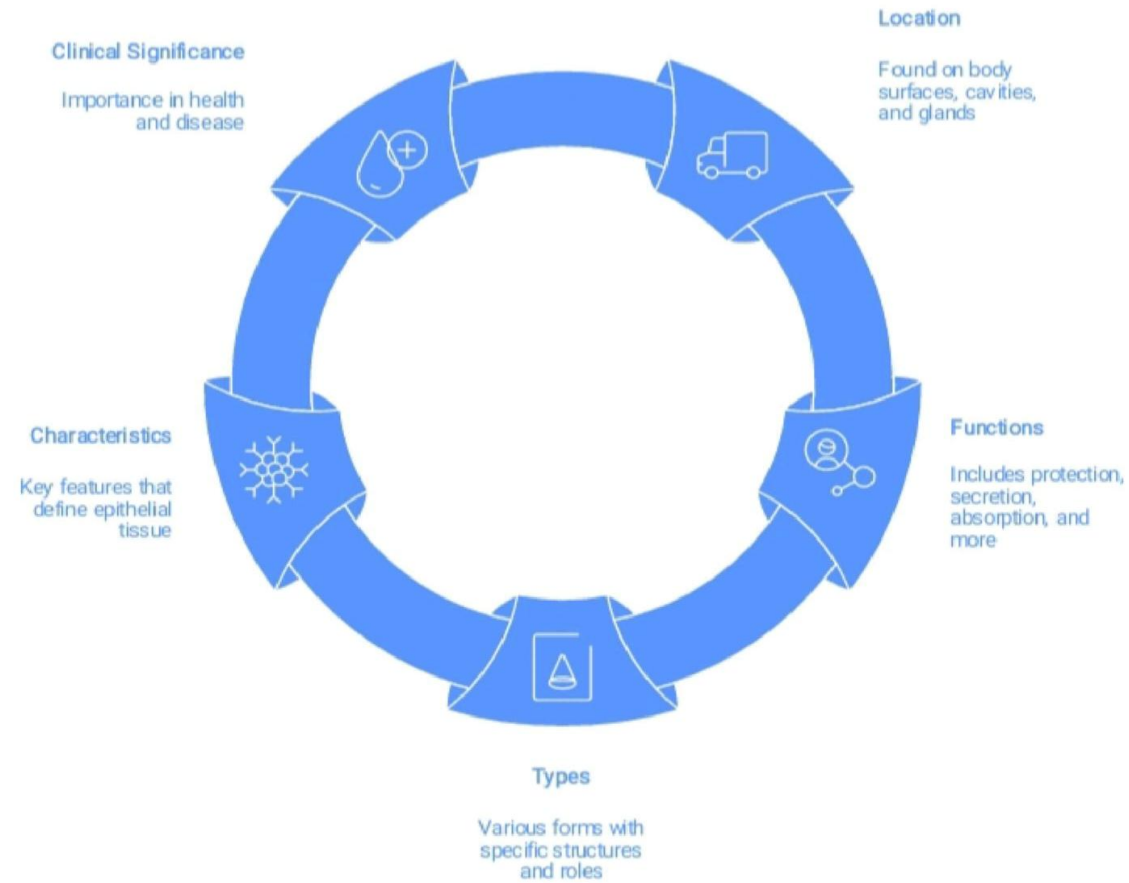 Location
Found on body
surfaces, cavities,
and glands
Functions
Includes protection,
secretion,
absorption, and
more
Types
Various forms with
specific structures
and roles
Characteristics
Key features that
define epithelial
tissue
Clinical Significance
Importance in health
and disease